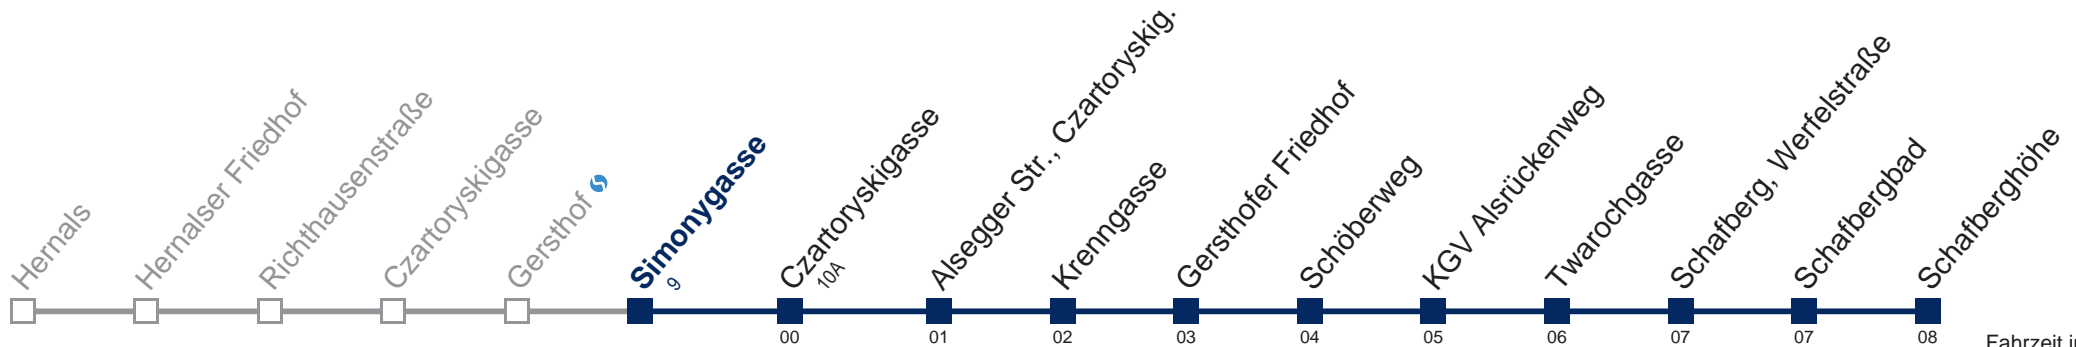 Hernals
Hernalser Friedhof
Richthausenstraße
Czartoryskigasse
Gersthof
Simonygasse
9
Czartoryskigasse
10A
Alsegger Str., Czartoryskig.
Krenngasse
Gersthofer Friedhof
Schöberweg
KGV Alsrückenweg
Twarochgasse
Schafberg, Werfelstraße
Schafbergbad
Schafberghöhe
00 01 02 03 04 05 06 07 07 08
Fahrzeit